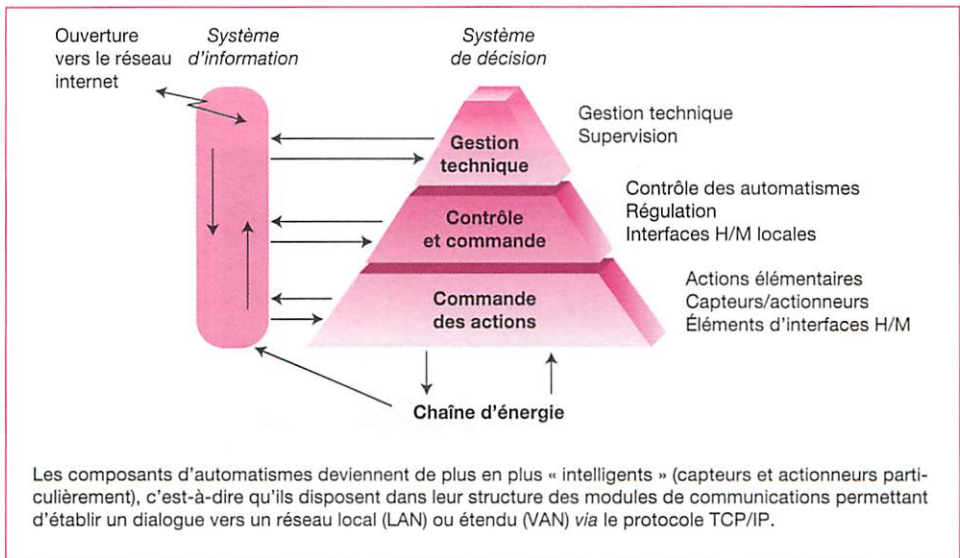 Ouverture
vers le réseau
internet
Système
d'information
Système
de décision
Gestion
technique
Gestion technique
Supervision
Contrôle
et commande
Contrôle des automatismes
Régulation
Interfaces H/M locales
Commande
des actions
Actions élémentaires
Capteurs/actionneurs
Éléments d'interfaces H/M
Chaîne d'énergie
Les composants d'automatismes deviennent de plus en plus « intelligents » (capteurs et actionneurs parti-
culièrement), c'est-à-dire qu'ils disposent dans leur structure des modules de communications permettant
d'établir un dialogue vers un réseau local (LAN) ou étendu (VAN) via le protocole TCP/IP.